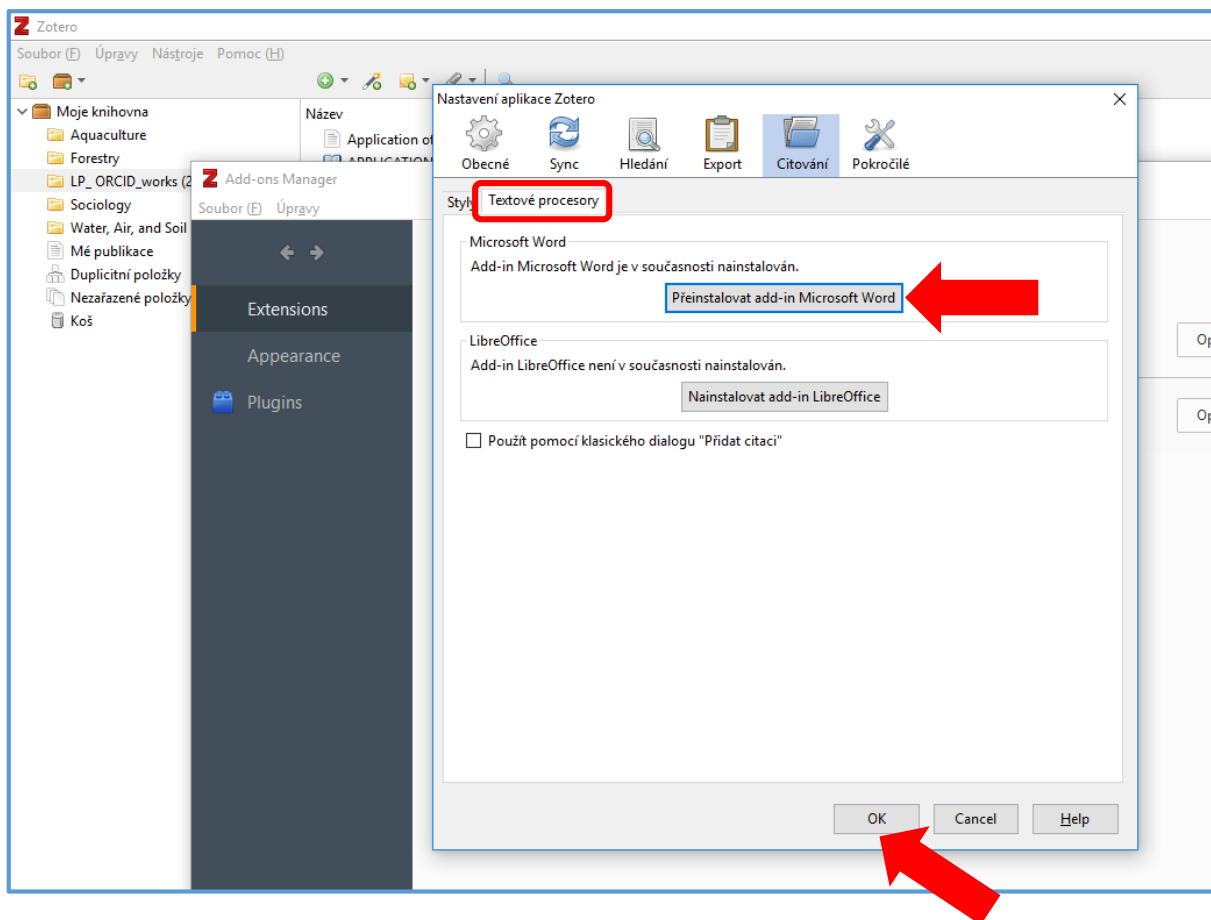 Zotero
Soubor (F) Úpravy Nástroje Pomoc (H)
Moje knihovna
Aquaculture
Forestry
LP_ ORCID_works (2
Sociology
Water, Air, and Soil
Mé publikace
Duplicitní položky
Nezařazené položky
Koš
Název
Application of
APPLICATION
Add-ons Manager
Soubor (F) Úpravy
Extensions
Appearance
Plugins
Nastavení aplikace Zotero
Obecné Sync Hledání Export Citování Pokročilé
Styly Textové procesory
Microsoft Word
Add-in Microsoft Word je v současnosti nainstalován.
Přeinstalovat add-in Microsoft Word
LibreOffice
Add-in LibreOffice není v současnosti nainstalován.
Nainstalovat add-in LibreOffice
Použít pomocí klasického dialogu "Přidat citaci"
OK Cancel Help
Op
Op